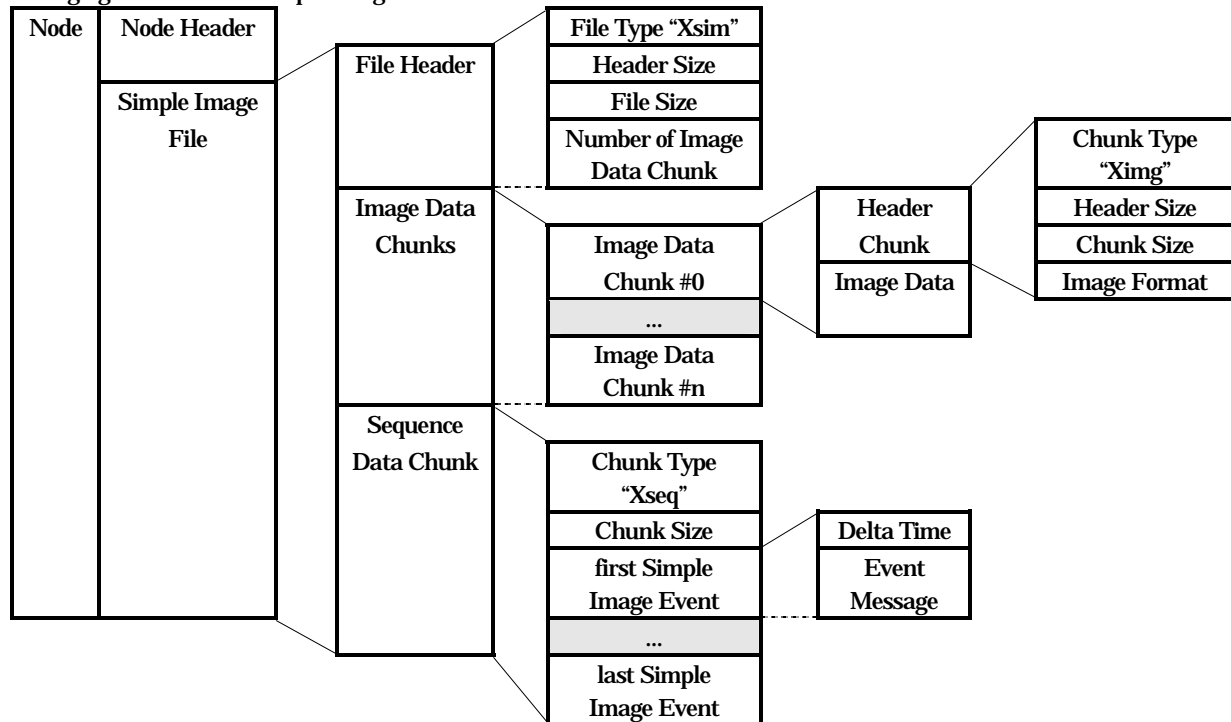 Node
Node Header
Simple Image
File
File Header
Image Data
Chunks
Sequence
Data Chunk
File Type “Xsim”
Header Size
File Size
Number of Image
Data Chunk
Image Data
Chunk #0
...
Image Data
Chunk #n
Chunk Type
“Xseq”
Chunk Size
first Simple
Image Event
...
last Simple
Image Event
Header
Chunk
Image Data
Delta Time
Event
Message
Chunk Type
“Ximg”
Header Size
Chunk Size
Image Format